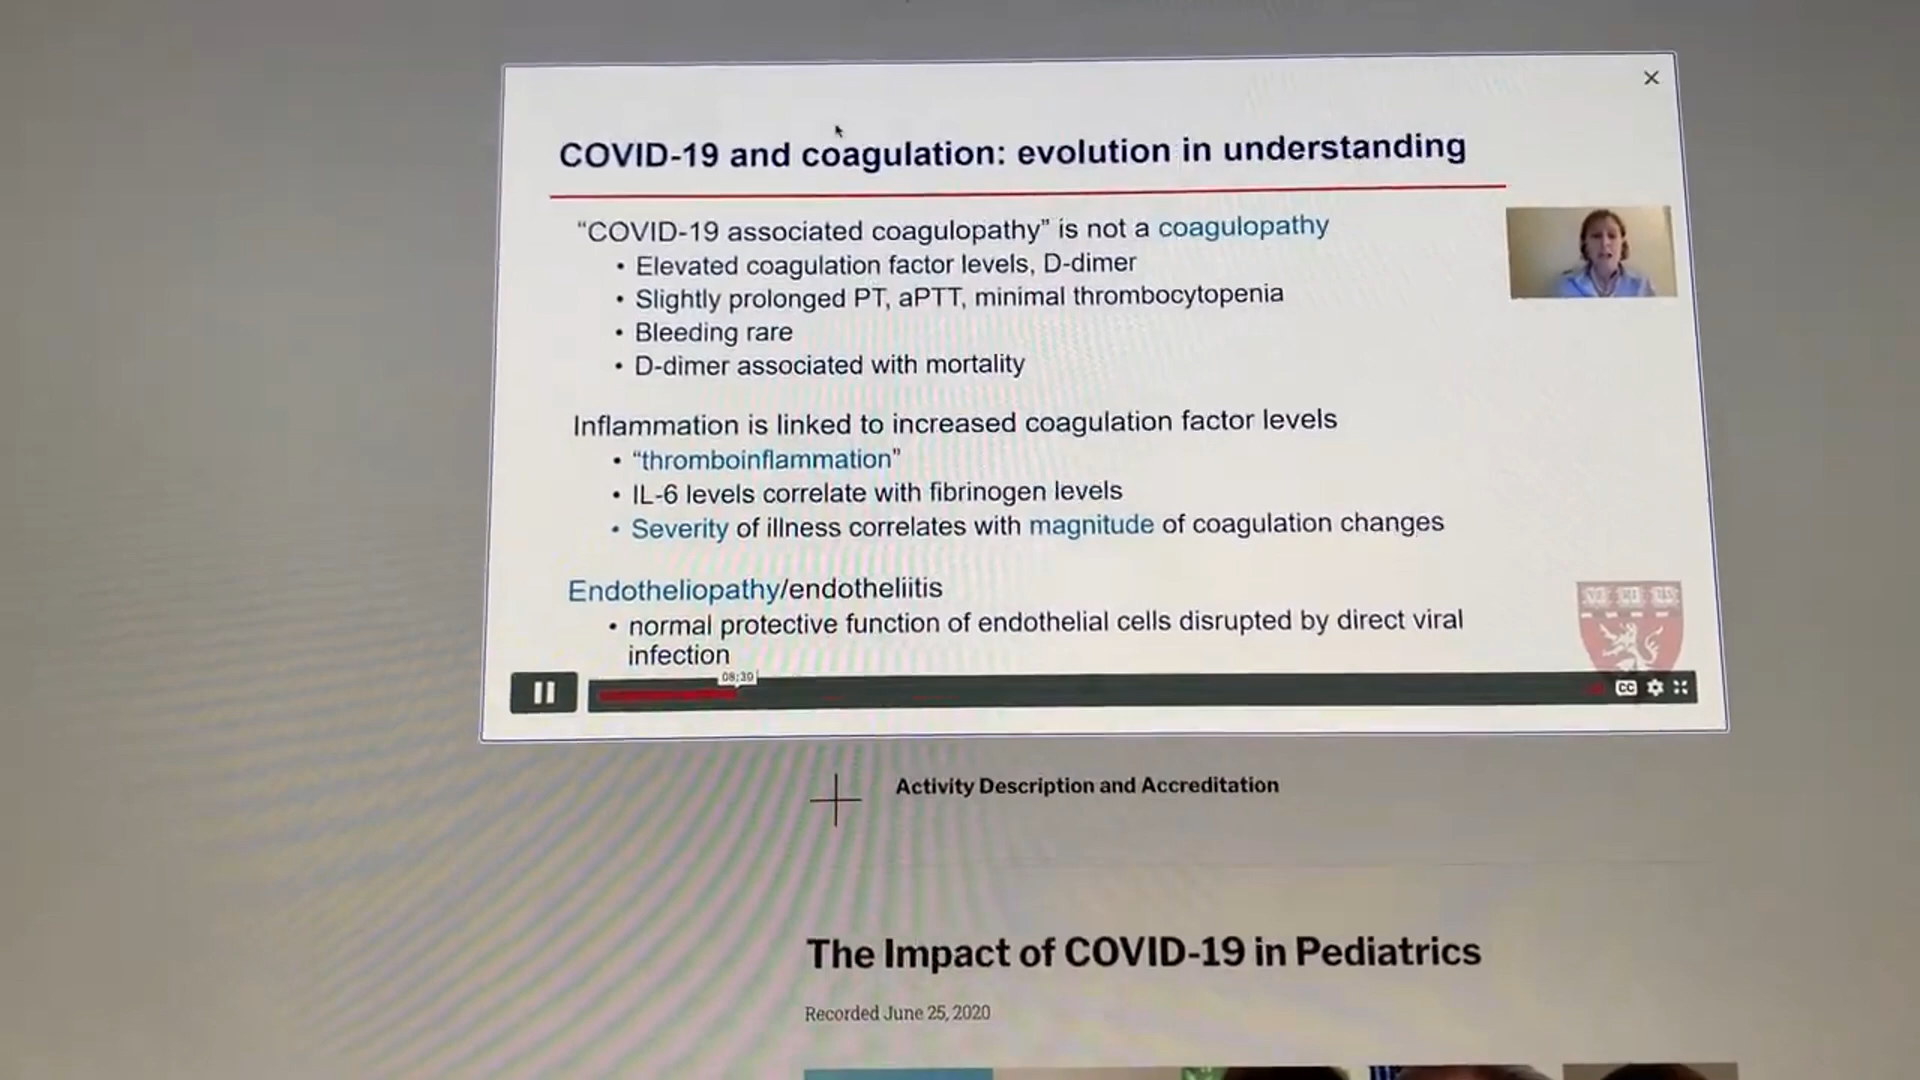 COVID-19 and coagulation: evolution in understanding
“COVID-19 associated coagulopathy” is not a coagulopathy
• Elevated coagulation factor levels, D-dimer
• Slightly prolonged PT, aPTT, minimal thrombocytopenia
• Bleeding rare
• D-dimer associated with mortality
Inflammation is linked to increased coagulation factor levels
• “thromboinflammation”
• IL-6 levels correlate with fibrinogen levels
• Severity of illness correlates with magnitude of coagulation changes
Endotheliopathy/endotheliitis
• normal protective function of endothelial cells disrupted by direct viral
infection
08:39
CC
Activity Description and Accreditation
The Impact of COVID-19 in Pediatrics
Recorded June 25, 2020